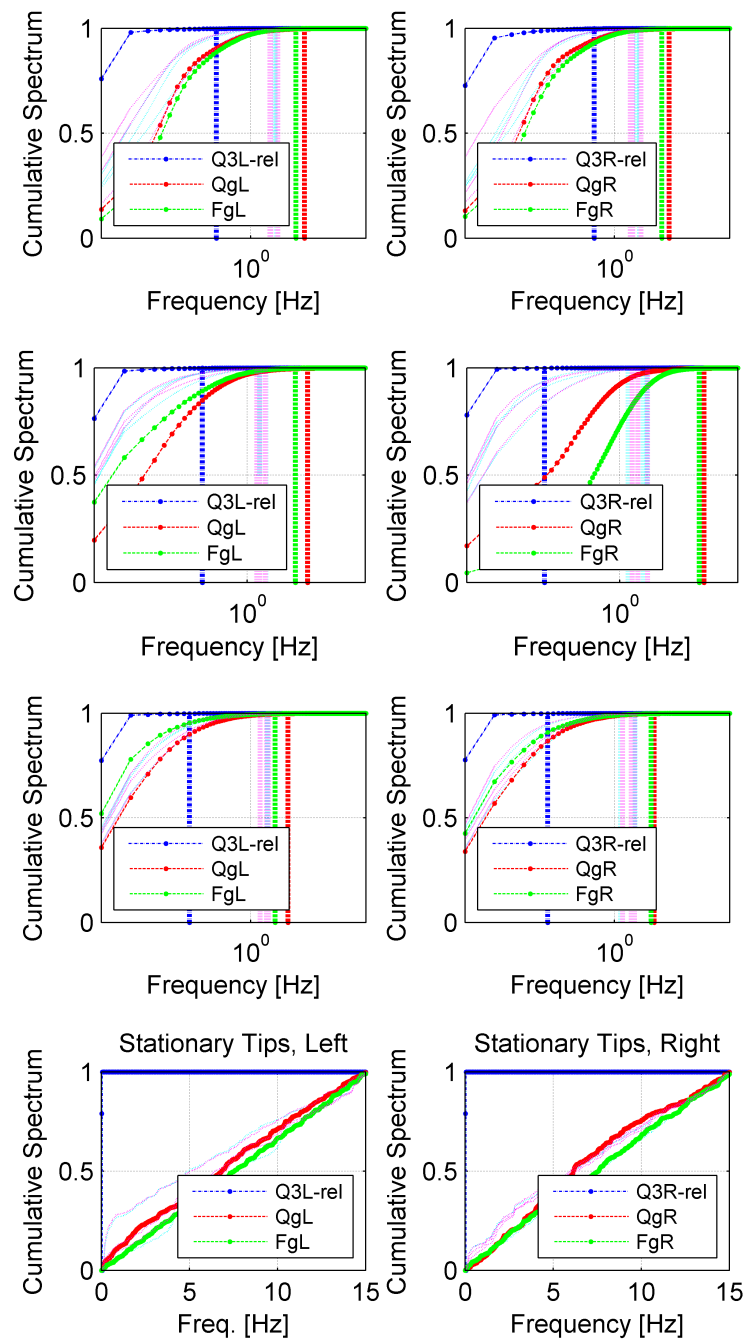 Cumulative Spectrum
1
0.5
0
Q3L-rel
QgL
FgL
10^0
Frequency [Hz]
Cumulative Spectrum
1
0.5
0
Q3R-rel
QgR
FgR
10^0
Frequency [Hz]
Cumulative Spectrum
1
0.5
0
Q3L-rel
QgL
FgL
10^0
Frequency [Hz]
Cumulative Spectrum
1
0.5
0
Q3R-rel
QgR
FgR
10^0
Frequency [Hz]
Cumulative Spectrum
1
0.5
0
Q3L-rel
QgL
FgL
10^0
Frequency [Hz]
Cumulative Spectrum
1
0.5
0
Q3R-rel
QgR
FgR
10^0
Frequency [Hz]
Stationary Tips, Left
Cumulative Spectrum
1
0.5
0
Q3L-rel
QgL
FgL
0 5 10 15
Freq. [Hz]
Stationary Tips, Right
Cumulative Spectrum
1
0.5
0
Q3R-rel
QgR
FgR
0 5 10 15
Frequency [Hz]